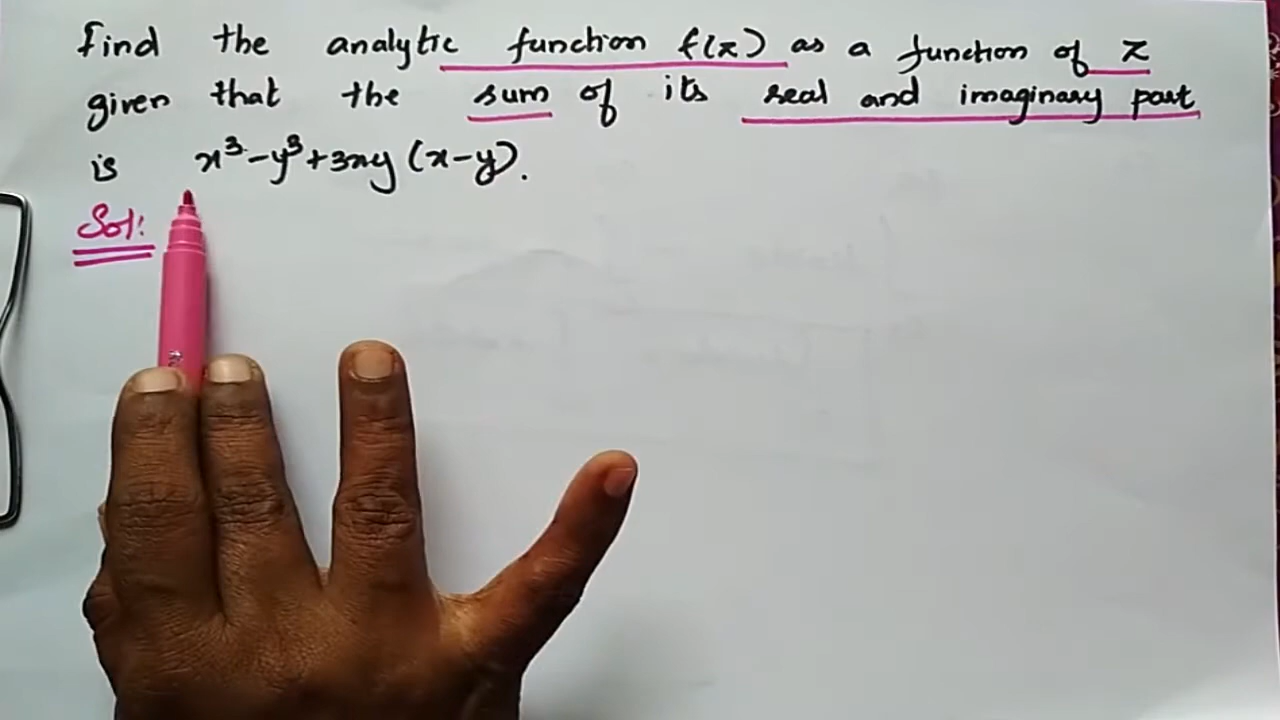 Find the analytic function f(z) as a function of z
given that the sum of its real and imaginary part
is x³-y³+3xy (x-y).
Sol: